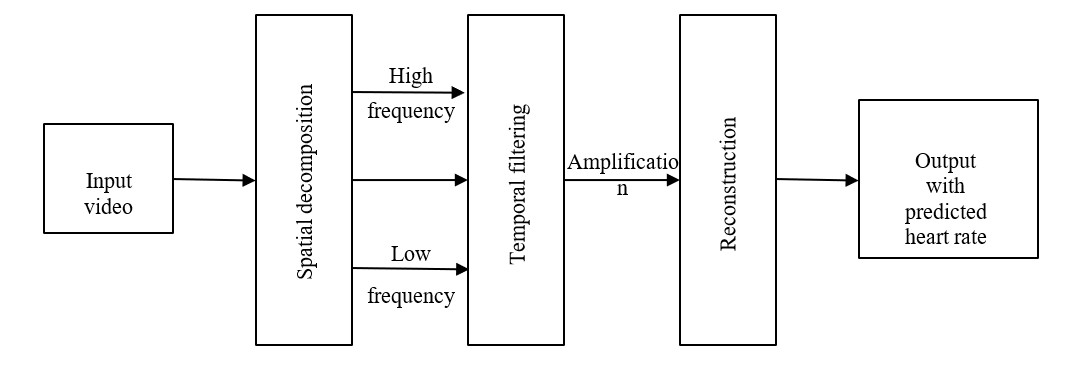 Input
video
Spatial decomposition
High
frequency
Low
frequency
Temporal filtering
Amplificatio
n
Reconstruction
Output
with
predicted
heart rate